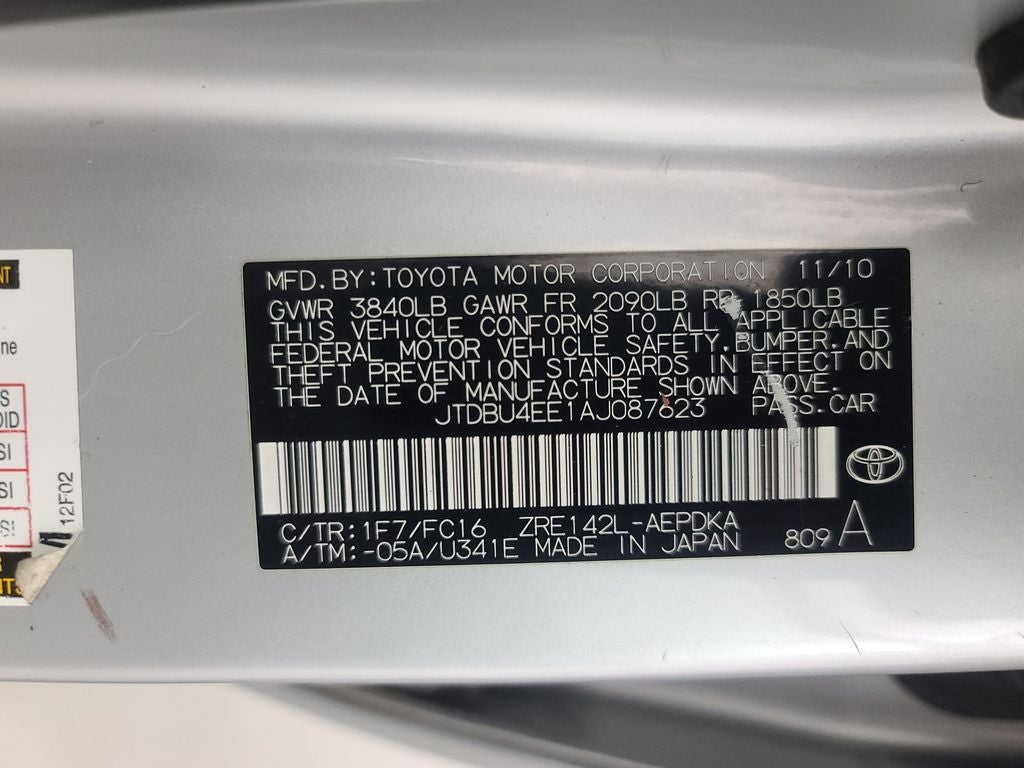 MFD.BY:TOYOTA MOTOR CORPORATION 11/10
GVWR 3840LB GAWR FR 2090LB RR 1850LB
THIS VEHICLE CONFORMS TO ALL APPLICABLE
FEDERAL MOTOR VEHICLE SAFETY,BUMPER,AND
THEFT PREVENTION STANDARDS IN EFFECT ON
THE DATE OF MANUFACTURE SHOWN ABOVE.
JTDBU4EE1AJ087623 PASS.CAR
C/TR:1F7/FC16 ZRE142L-AEPDKA
A/TM:-05A/U341E MADE IN JAPAN 809 A
12F02